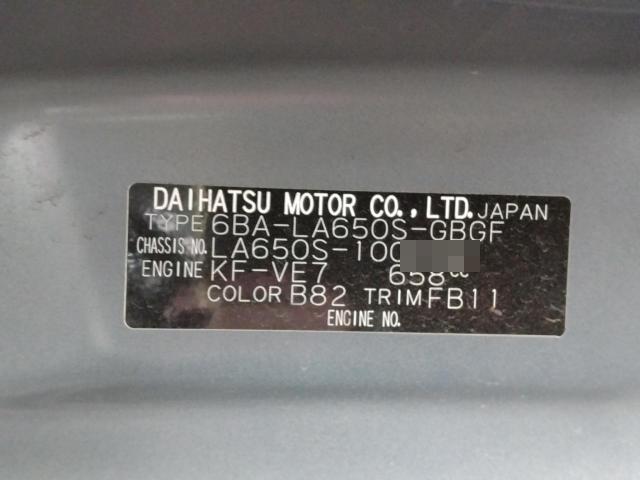 DAIHATSU MOTOR CO., LTD. JAPAN
TYPE 6BA-LA650S-GBGF
CHASSIS NO. LA650S-100
ENGINE KF-VE7 658cc
COLOR B82 TRIM FB11
ENGINE NO.